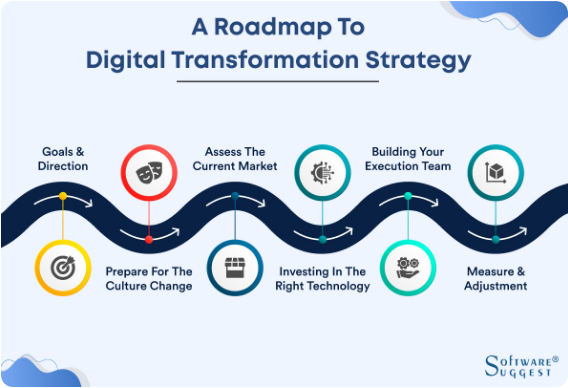 A Roadmap To
Digital Transformation Strategy
Goals &
Direction
Prepare For The
Culture Change
Assess The
Current Market
Investing In The
Right Technology
Building Your
Execution Team
Measure &
Adjustment
SOFTWARE®
SUGGEST